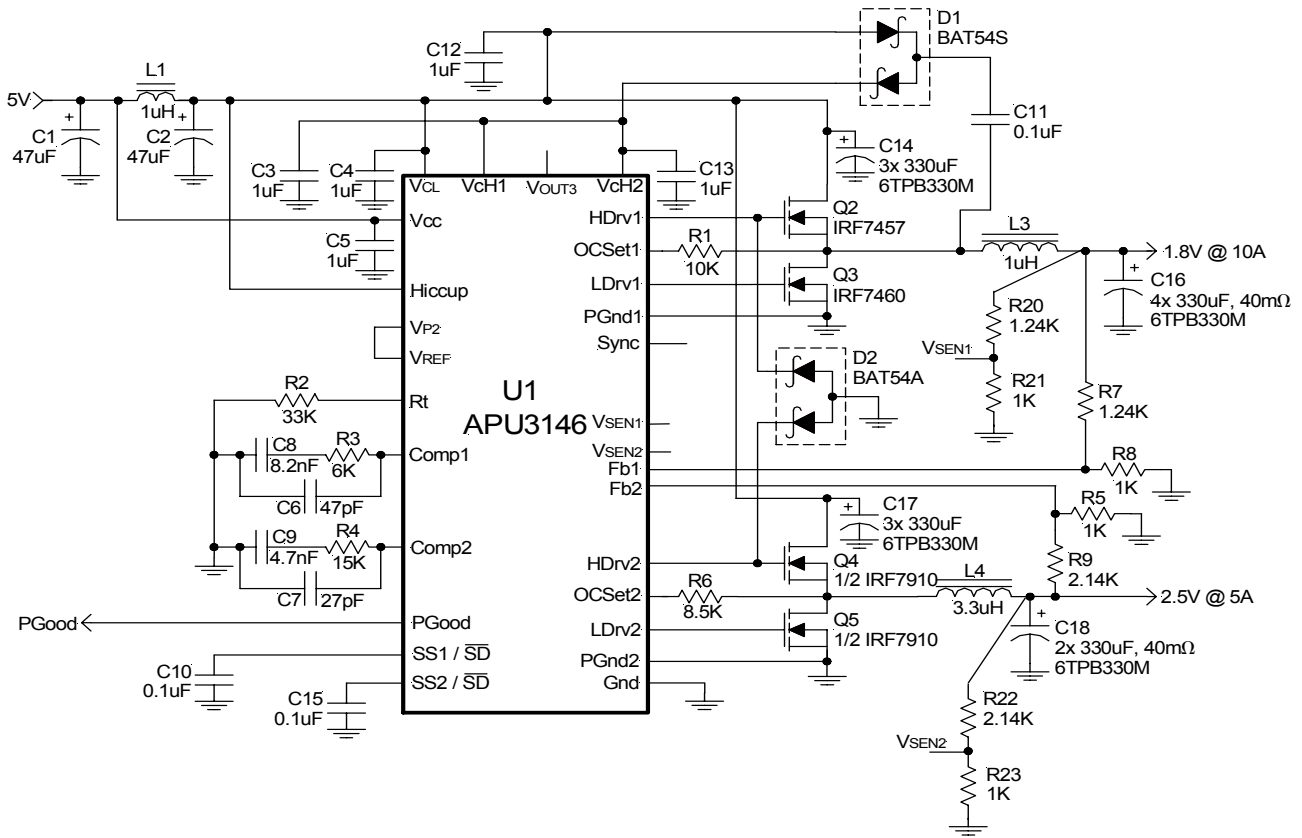 D1
BAT54S
C12
1uF
L1
1uH
5V
C1
47uF
C2
47uF
C11
0.1uF
C3
1uF
C4
1uF
C13
1uF
C14
3x 330uF
6TPB330M
VCL
VcH1
VOUT3
VcH2
Vcc
C5
1uF
HDrv1
Q2
IRF7457
OCSet1
R1
10K
L3
1uH
1.8V @ 10A
Hiccup
LDrv1
Q3
IRF7460
C16
4x 330uF, 40mΩ
6TPB330M
PGnd1
R20
1.24K
VP2
Sync
VSEN1
VREF
D2
BAT54A
R21
1K
R7
1.24K
R2
33K
Rt
U1
APU3146
VSEN1
VSEN2
C8
8.2nF
R3
6K
Comp1
Fb1
R8
1K
C6
47pF
Fb2
R5
1K
C17
3x 330uF
6TPB330M
C9
4.7nF
R4
15K
Comp2
HDrv2
Q4
1/2 IRF7910
R9
2.14K
C7
27pF
OCSet2
R6
8.5K
L4
3.3uH
2.5V @ 5A
PGood
PGood
LDrv2
Q5
1/2 IRF7910
C18
2x 330uF, 40mΩ
6TPB330M
SS1 / SD
PGnd2
C10
0.1uF
SS2 / SD
Gnd
C15
0.1uF
R22
2.14K
VSEN2
R23
1K